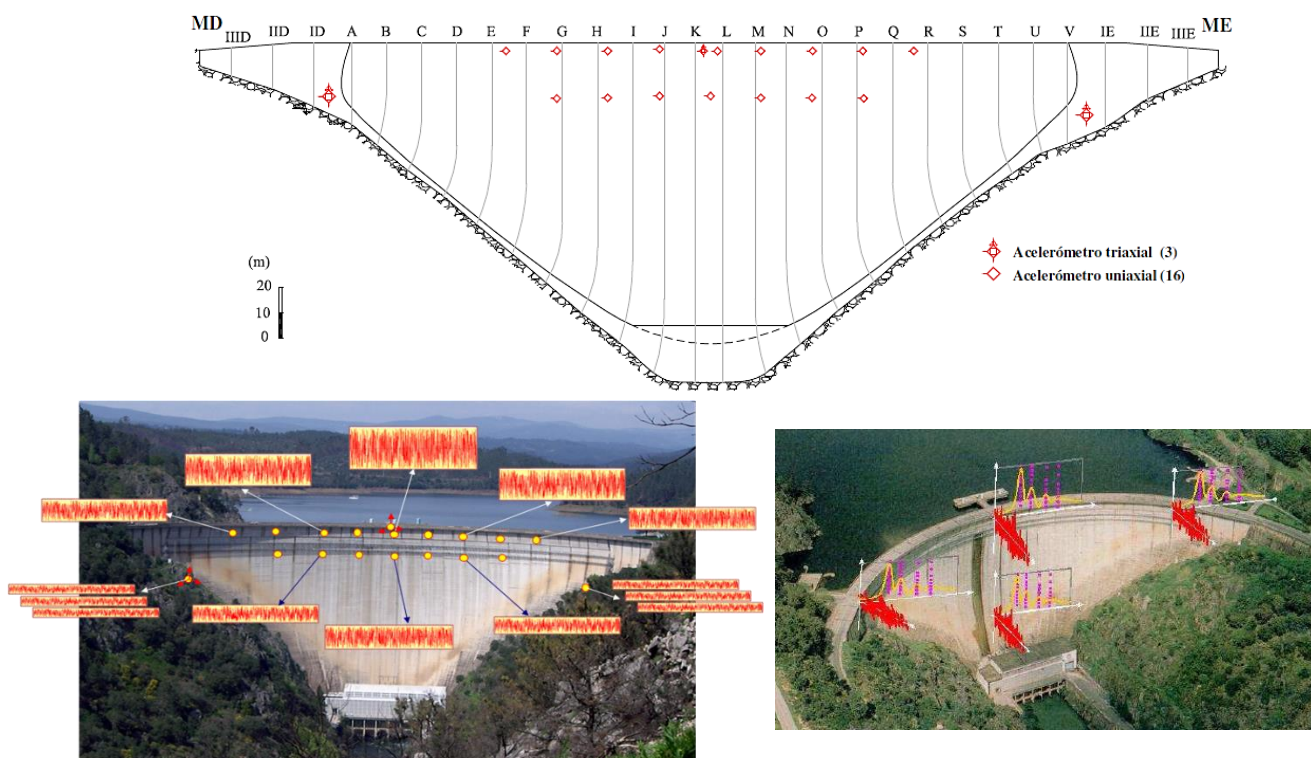 MD IIID IID ID A B C D E F G H I J K L M N O P Q R S T U V IE IIE IIIE ME
Acelerómetro triaxial (3)
Acelerómetro uniaxial (16)
(m)
20
10
0